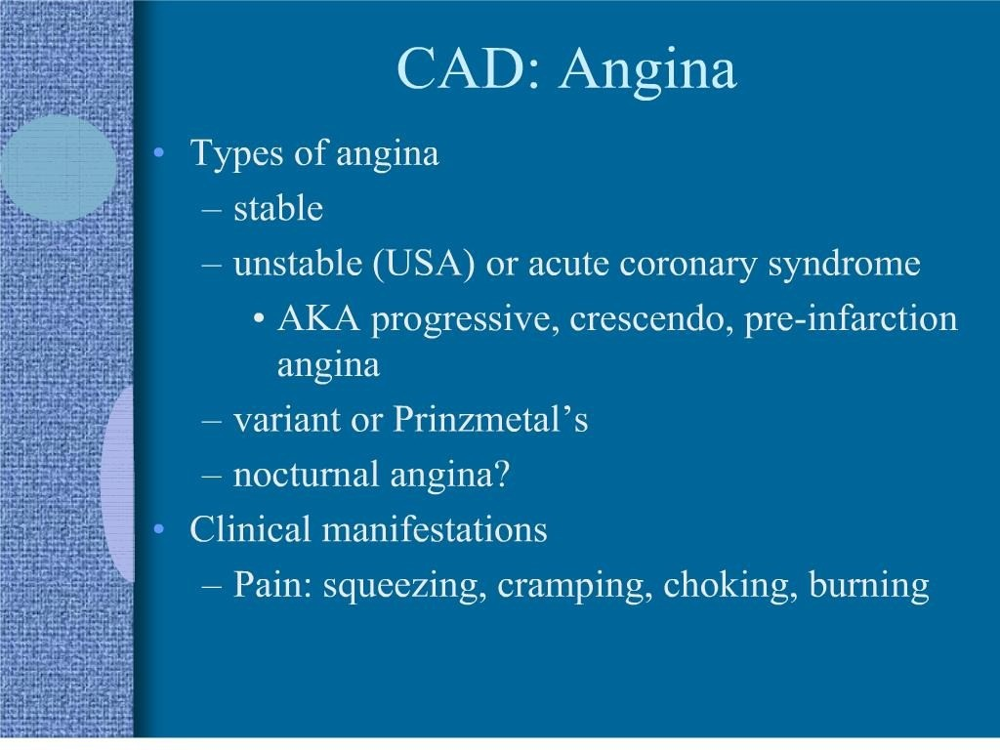 CAD: Angina
• Types of angina
– stable
– unstable (USA) or acute coronary syndrome
• AKA progressive, crescendo, pre-infarction
angina
– variant or Prinzmetal’s
– nocturnal angina?
• Clinical manifestations
– Pain: squeezing, cramping, choking, burning